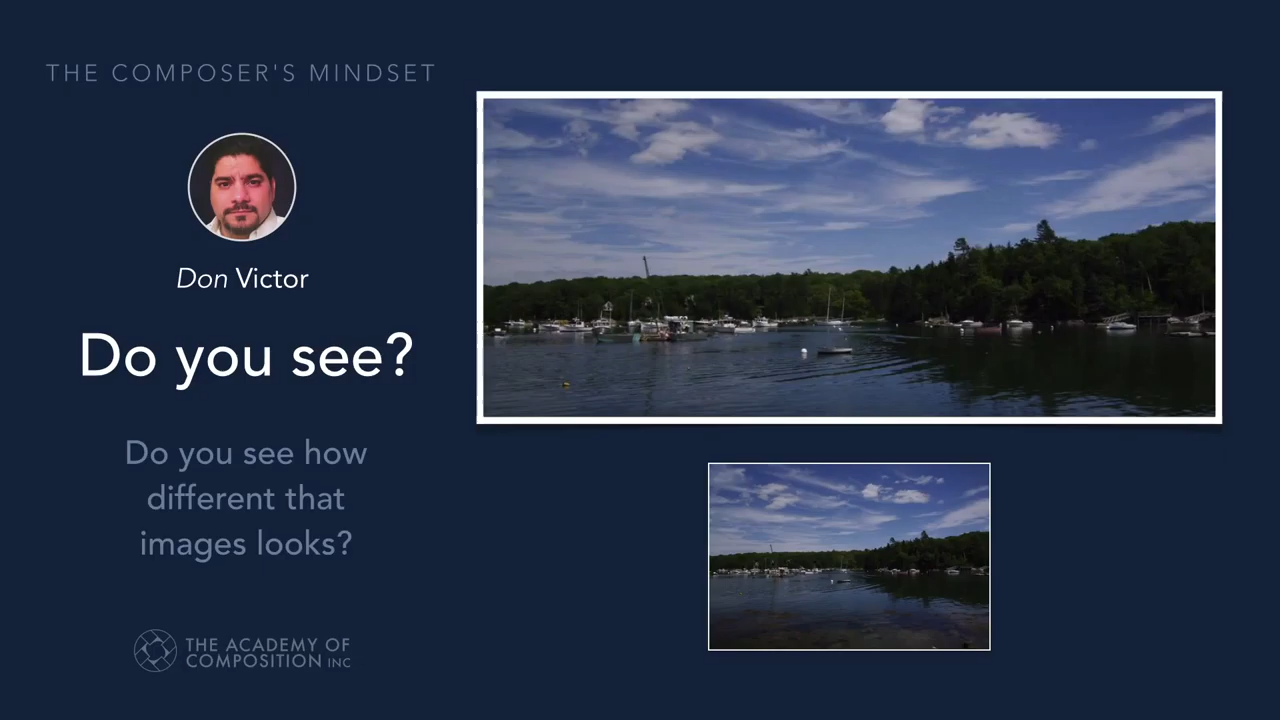 THE COMPOSER'S MINDSET
Don Victor
Do you see?
Do you see how
different that
images looks?
THE ACADEMY OF
COMPOSITION INC